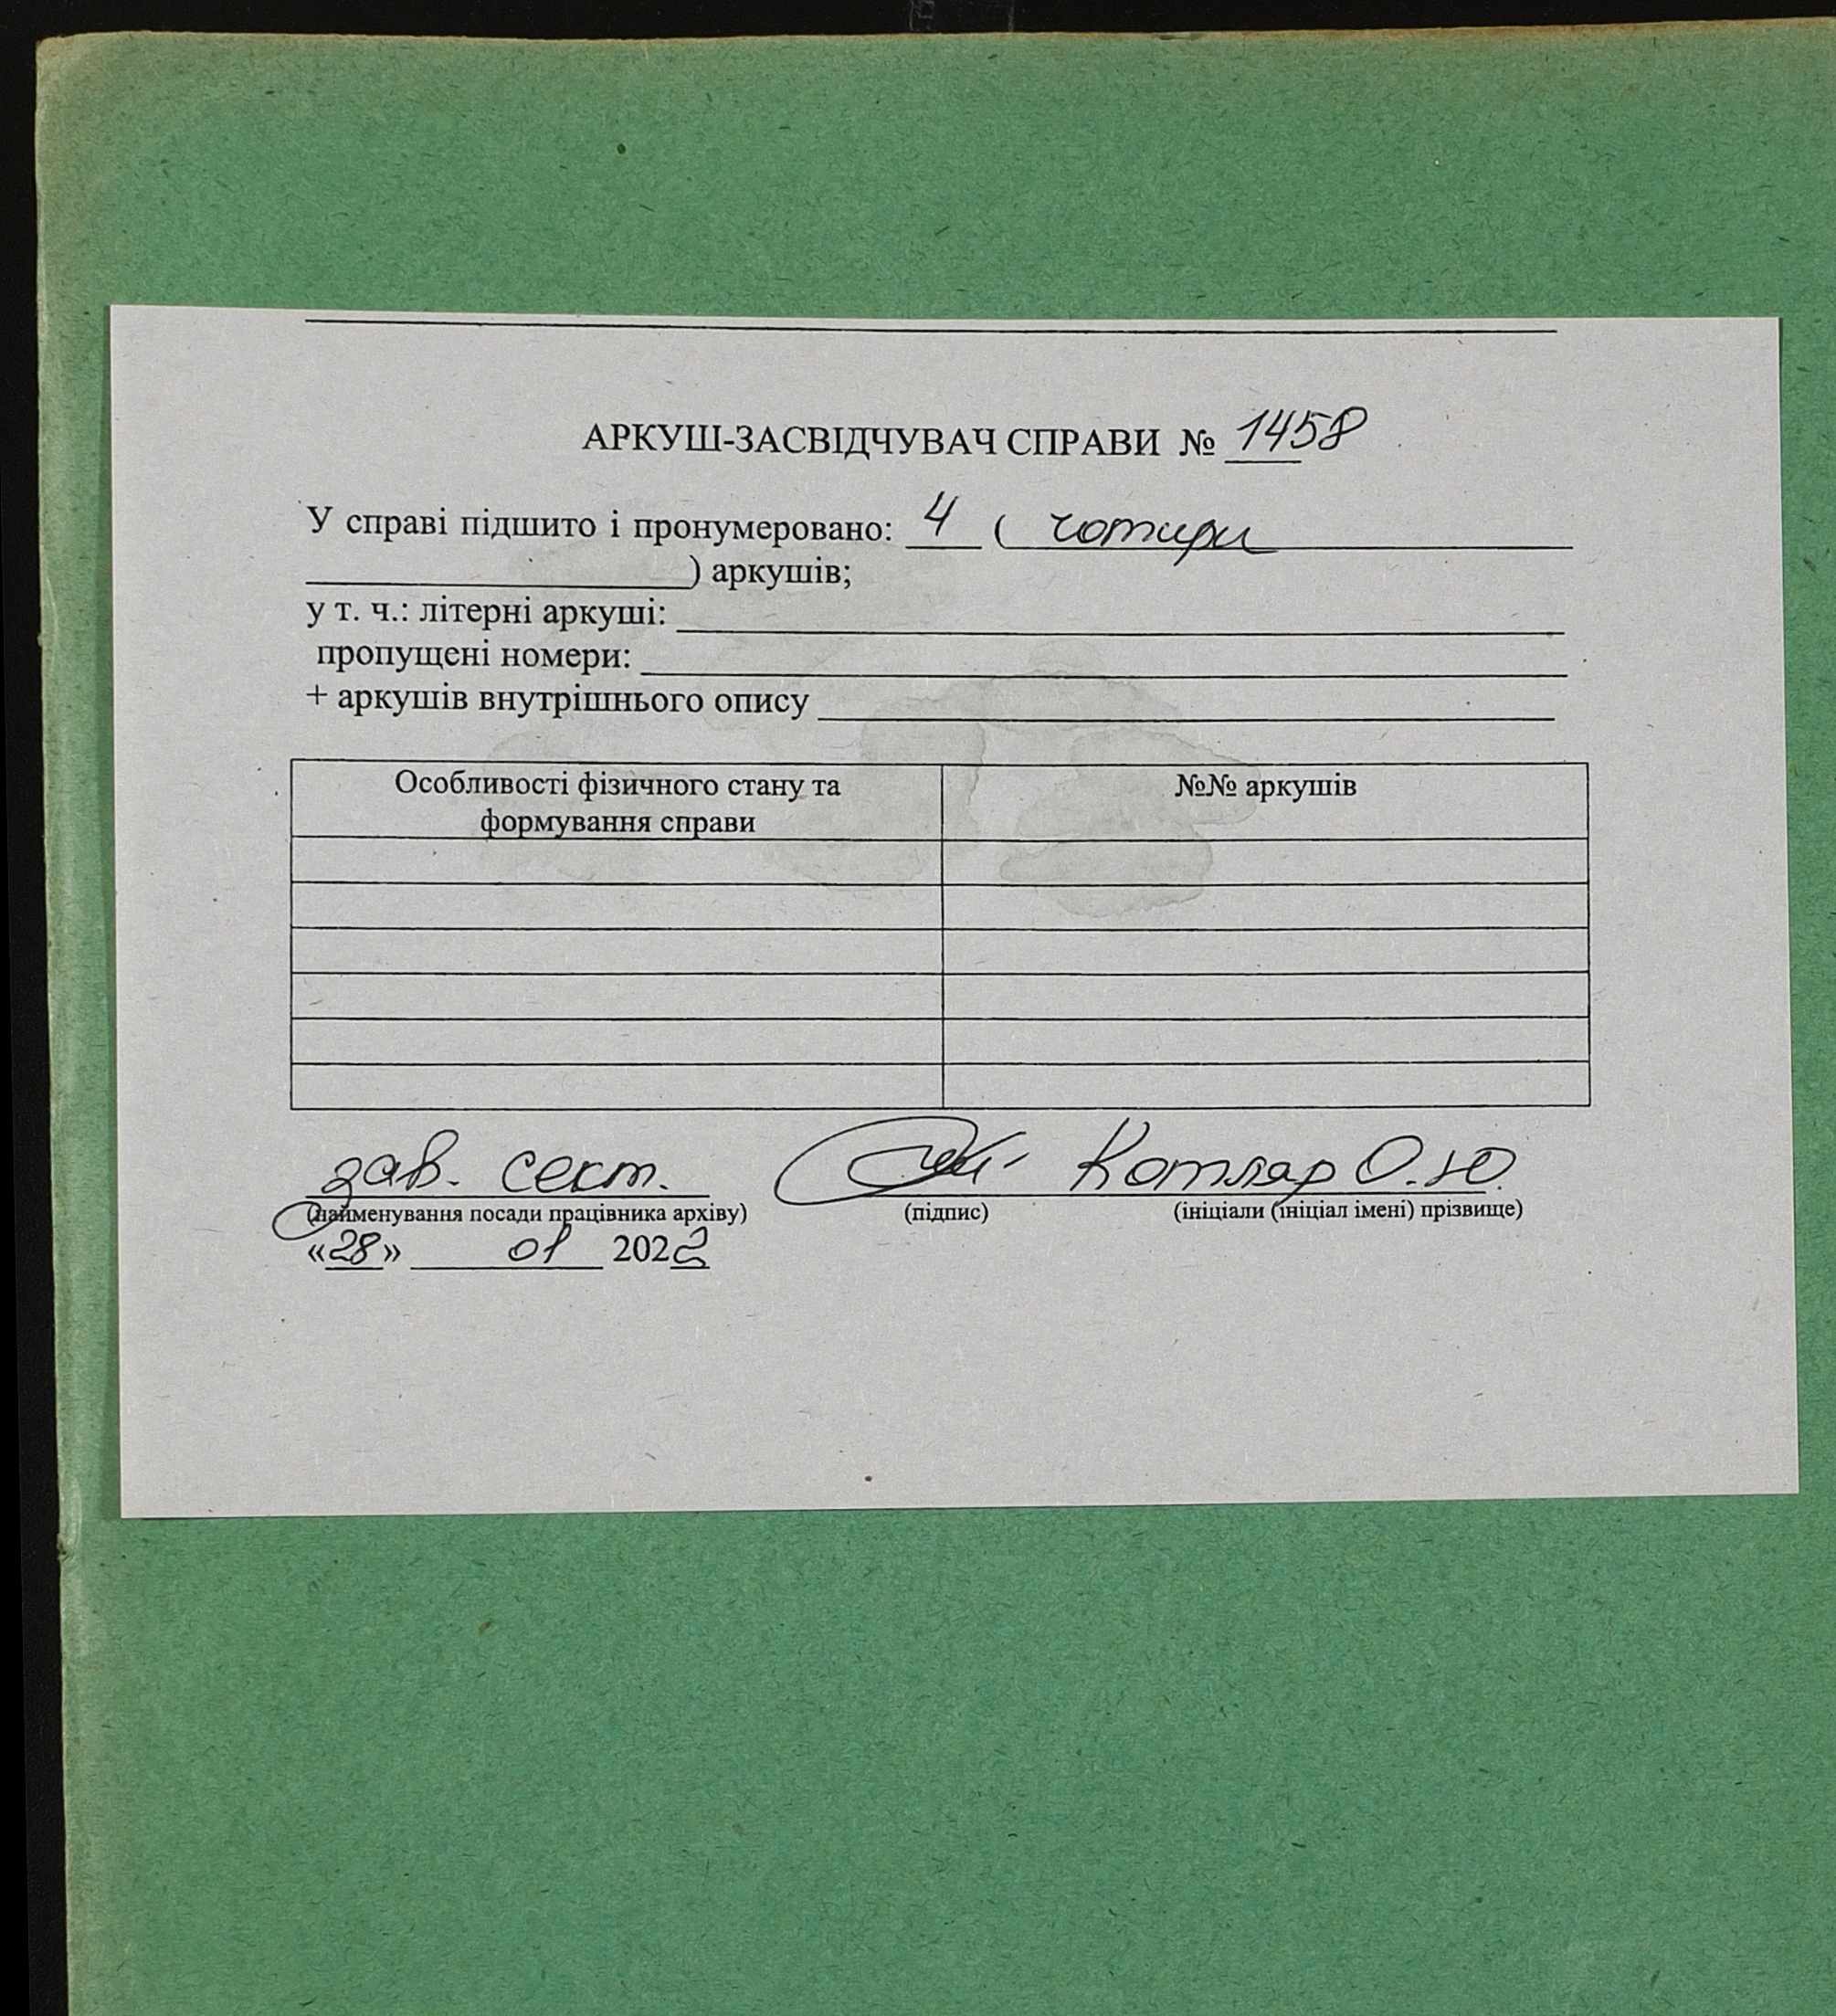 АРКУШ-ЗАСВІДЧУВАЧ СПРАВИ № 1458
У справі підшито і пронумеровано: 4 ( чотири
) аркушів;
у т. ч.: літерні аркуші:
пропущені номери:
+ аркушів внутрішнього опису
Особливості фізичного стану та №№ аркушів
формування справи
зав. сект. Котляр О.Ю.
(найменування посади працівника архіву) (підпис) (ініціали (ініціал імені) прізвище)
«28» 01 2022